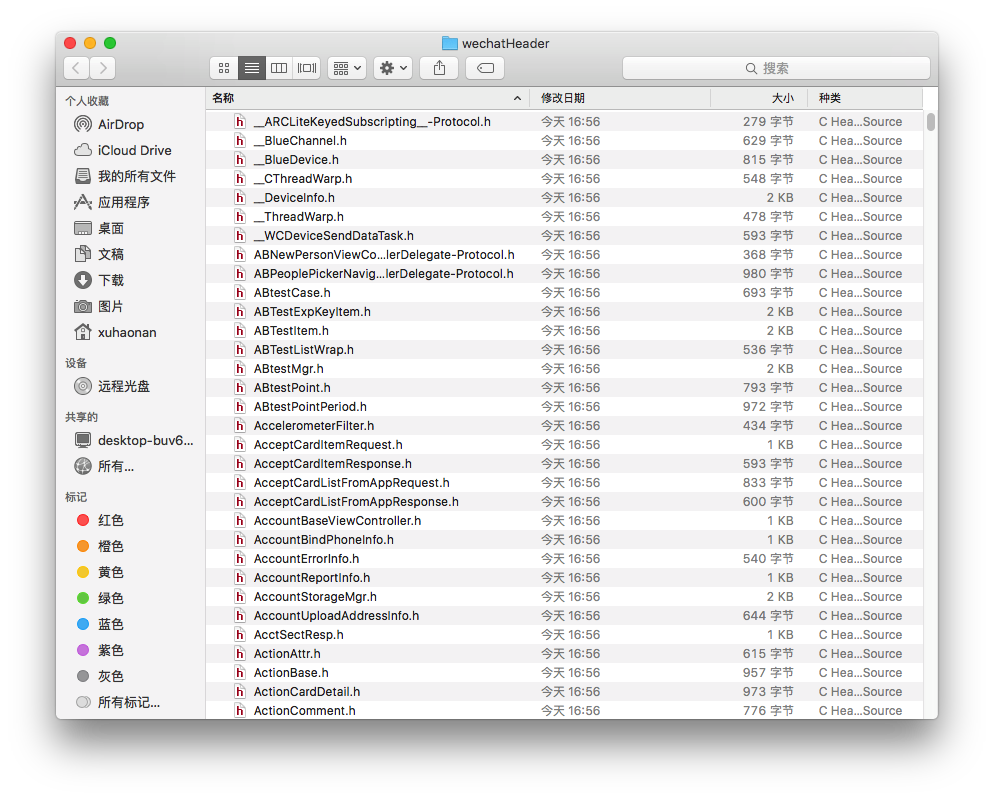 wechatHeader
搜索
个人收藏
AirDrop
iCloud Drive
我的所有文件
应用程序
桌面
文稿
下载
图片
xuhaonan
设备
远程光盘
共享的
desktop-buv6...
所有...
标记
红色
橙色
黄色
绿色
蓝色
紫色
灰色
所有标记...
名称 修改日期 大小 种类
__ARCLiteKeyedSubscripting__-Protocol.h 今天 16:56 279 字节 C Hea...Source
__BlueChannel.h 今天 16:56 629 字节 C Hea...Source
__BlueDevice.h 今天 16:56 815 字节 C Hea...Source
__CThreadWarp.h 今天 16:56 548 字节 C Hea...Source
__DeviceInfo.h 今天 16:56 2 KB C Hea...Source
__ThreadWarp.h 今天 16:56 478 字节 C Hea...Source
__WCDeviceSendDataTask.h 今天 16:56 593 字节 C Hea...Source
ABNewPersonViewCo...lerDelegate-Protocol.h 今天 16:56 368 字节 C Hea...Source
ABPeoplePickerNavig...lerDelegate-Protocol.h 今天 16:56 980 字节 C Hea...Source
ABtestCase.h 今天 16:56 693 字节 C Hea...Source
ABTestExpKeyItem.h 今天 16:56 2 KB C Hea...Source
ABTestItem.h 今天 16:56 2 KB C Hea...Source
ABTestListWrap.h 今天 16:56 536 字节 C Hea...Source
ABtestMgr.h 今天 16:56 2 KB C Hea...Source
ABtestPoint.h 今天 16:56 793 字节 C Hea...Source
ABtestPointPeriod.h 今天 16:56 972 字节 C Hea...Source
AccelerometerFilter.h 今天 16:56 434 字节 C Hea...Source
AcceptCardItemRequest.h 今天 16:56 1 KB C Hea...Source
AcceptCardItemResponse.h 今天 16:56 593 字节 C Hea...Source
AcceptCardListFromAppRequest.h 今天 16:56 833 字节 C Hea...Source
AcceptCardListFromAppResponse.h 今天 16:56 600 字节 C Hea...Source
AccountBaseViewController.h 今天 16:56 1 KB C Hea...Source
AccountBindPhoneInfo.h 今天 16:56 1 KB C Hea...Source
AccountErrorInfo.h 今天 16:56 540 字节 C Hea...Source
AccountReportInfo.h 今天 16:56 1 KB C Hea...Source
AccountStorageMgr.h 今天 16:56 2 KB C Hea...Source
AccountUploadAddressInfo.h 今天 16:56 644 字节 C Hea...Source
AcctSectResp.h 今天 16:56 1 KB C Hea...Source
ActionAttr.h 今天 16:56 615 字节 C Hea...Source
ActionBase.h 今天 16:56 957 字节 C Hea...Source
ActionCardDetail.h 今天 16:56 973 字节 C Hea...Source
ActionComment.h 今天 16:56 776 字节 C Hea...Source